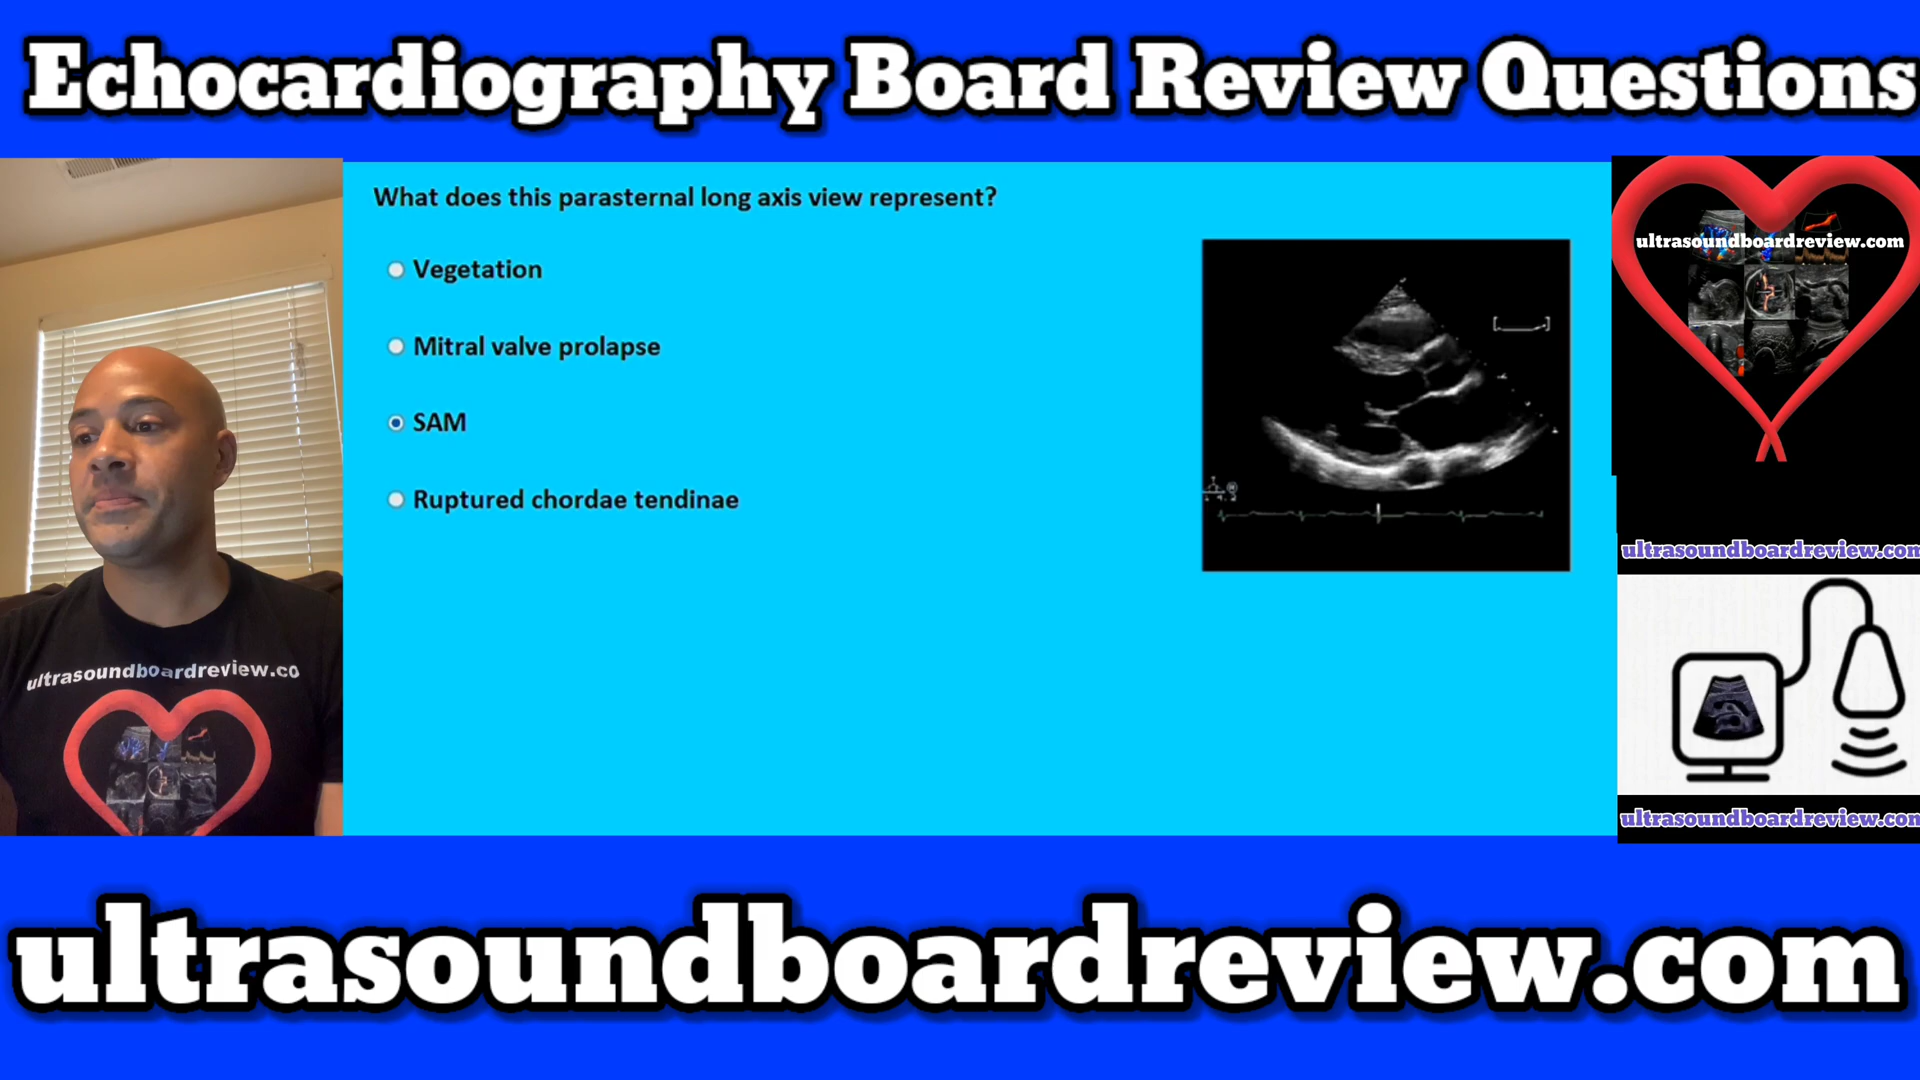 Echocardiography Board Review Questions
What does this parasternal long axis view represent?
Vegetation
Mitral valve prolapse
SAM
Ruptured chordae tendinae
ultrasoundboardreview.com
ultrasoundboardreview.com
ultrasoundboardreview.com
ultrasoundboardreview.co
ultrasoundboardreview.com